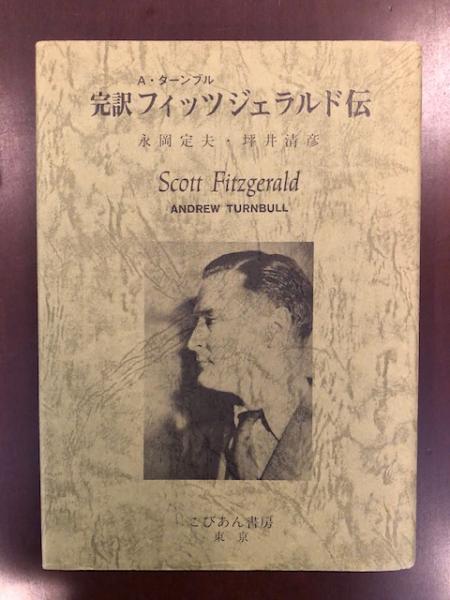 A・ターンブル
完訳フィッツジェラルド伝
永岡定夫・坪井清彦
Scott Fitzgerald
ANDREW TURNBULL
こびあん書房
東京